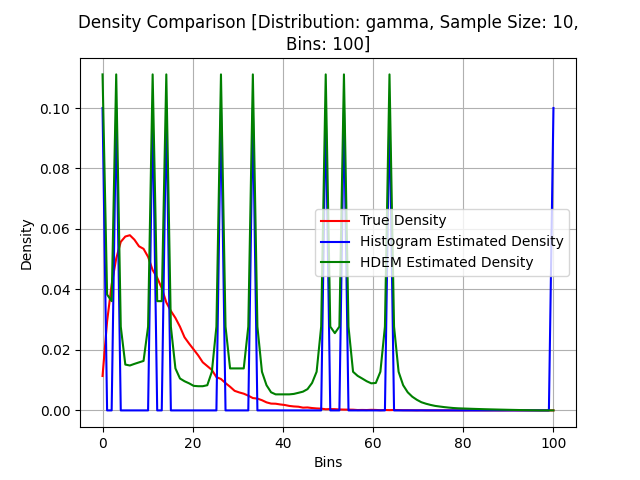 Density Comparison [Distribution: gamma, Sample Size: 10,
Bins: 100]
Density
0.10
0.08
0.06
0.04
0.02
0.00
True Density
Histogram Estimated Density
HDEM Estimated Density
0 20 40 60 80 100
Bins